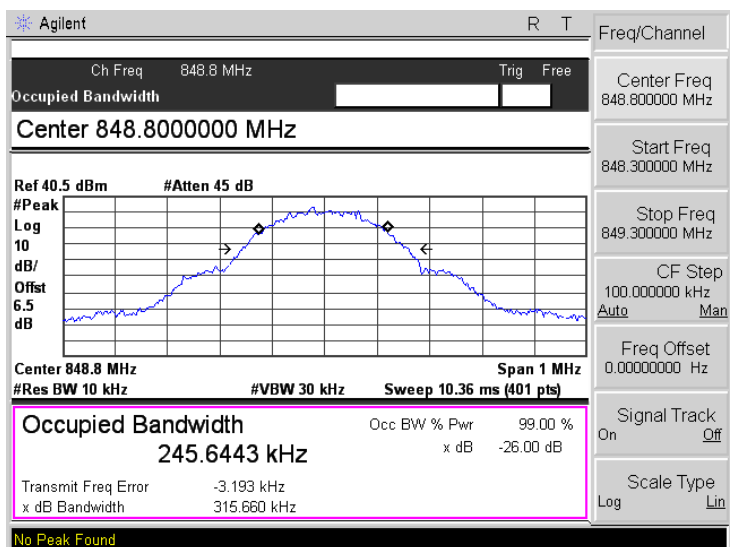 Agilent
R T
Freq/Channel
Ch Freq 848.8 MHz Trig Free
Occupied Bandwidth
Center 848.8000000 MHz
Ref 40.5 dBm #Atten 45 dB
#Peak
Log
10
dB/
Offst
6.5
dB
Center 848.8 MHz Span 1 MHz
#Res BW 10 kHz #VBW 30 kHz Sweep 10.36 ms (401 pts)
Occupied Bandwidth Occ BW % Pwr 99.00 %
245.6443 kHz x dB -26.00 dB
Transmit Freq Error -3.193 kHz
x dB Bandwidth 315.660 kHz
No Peak Found
Center Freq
848.800000 MHz
Start Freq
848.300000 MHz
Stop Freq
849.300000 MHz
CF Step
100.000000 kHz
Auto Man
Freq Offset
0.00000000 Hz
Signal Track
On Off
Scale Type
Log Lin